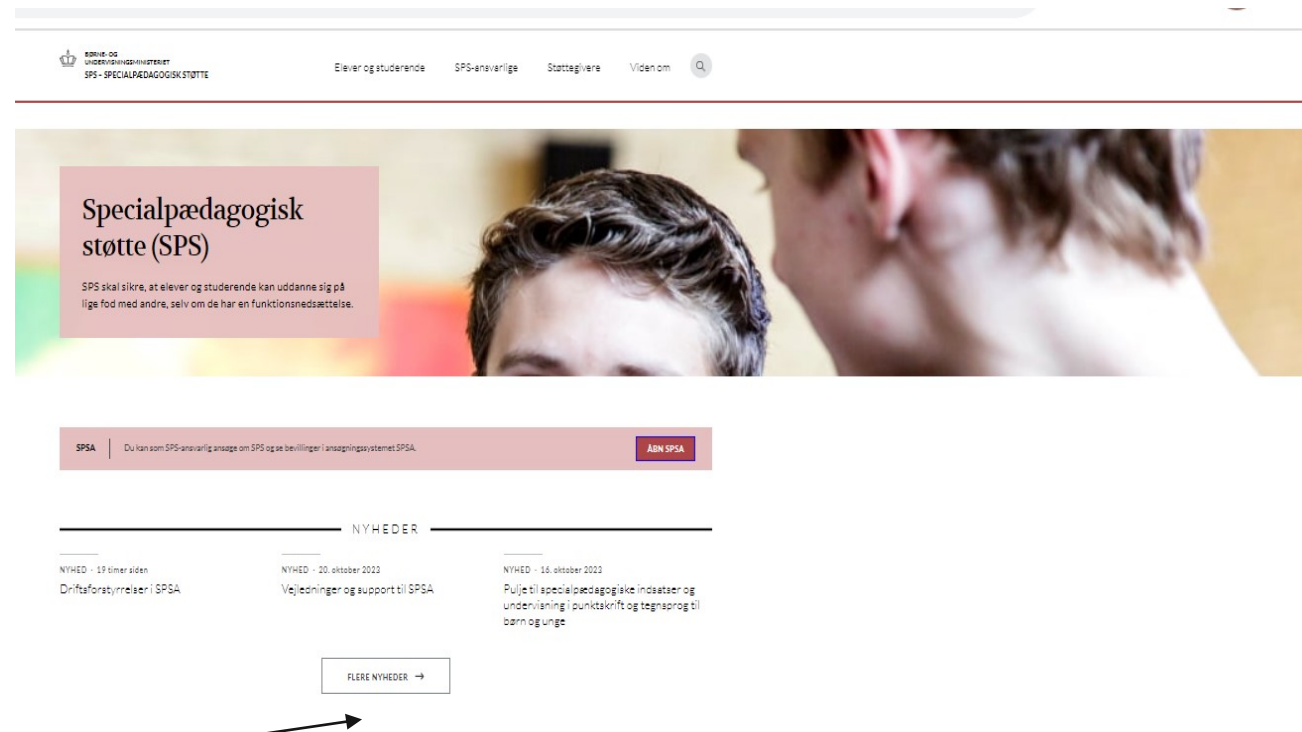 BØRNE- OG
UNDERVISNINGSMINISTERIET
SPS - SPECIALPÆDAGOGISK STØTTE
Elever og studerende
SPS-ansvarlige
Støttegivere
Viden om
Specialpædagogisk
støtte (SPS)
SPS skal sikre, at elever og studerende kan uddanne sig på
lige fod med andre, selv om de har en funktionsnedsættelse.
SPSA
Du kan som SPS-ansvarlig ansøge om SPS og se bevillinger i ansøgningssystemet SPSA.
ÅBN SPSA
NYHEDER
NYHED - 19 timer siden
Driftsforstyrrelser i SPSA
NYHED - 20. oktober 2023
Vejledninger og support til SPSA
NYHED - 16. oktober 2023
Pulje til specialpædagogiske indsatser og
undervisning i punktskrift og tegnsprog til
børn og unge
FLERE NYHEDER →